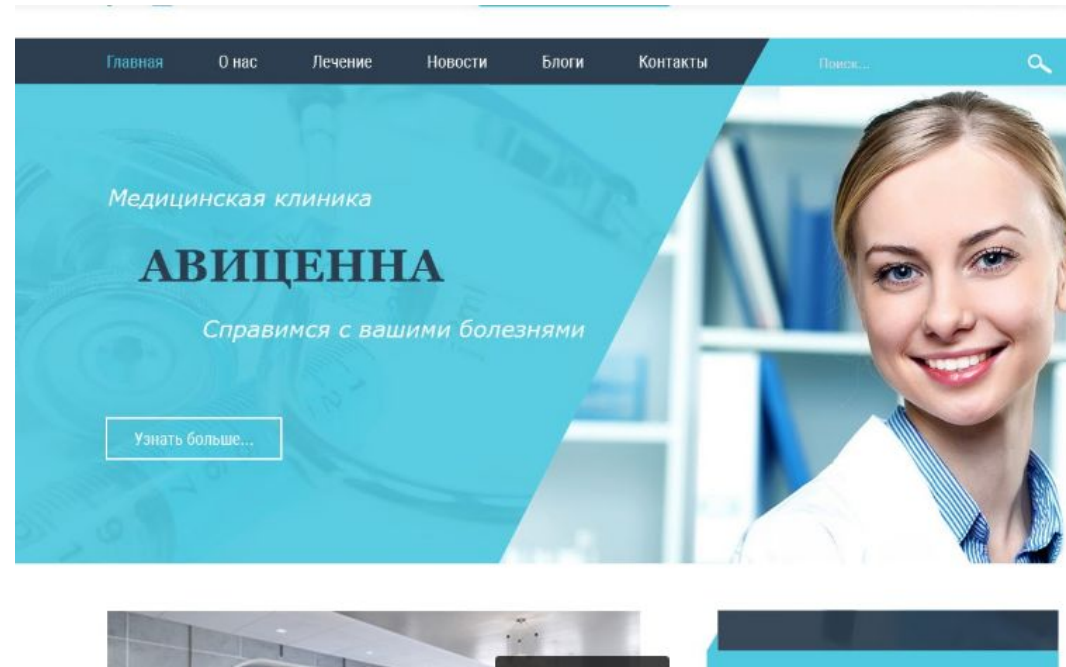 Главная О нас Лечение Новости Блоги Контакты Поиск...
Медицинская клиника
АВИЦЕННА
Справимся с вашими болезнями
Узнать больше...